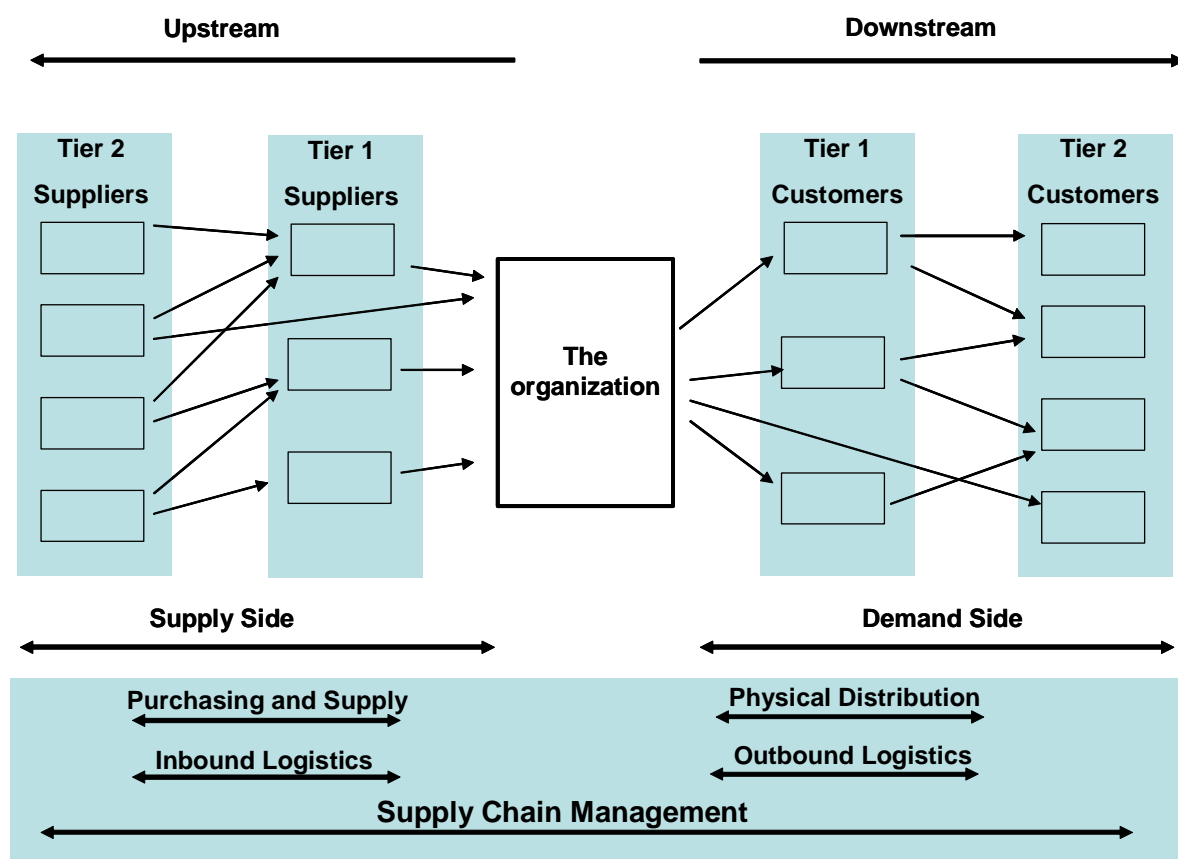 Upstream
Downstream
Tier 2
Suppliers
Tier 1
Suppliers
Tier 1
Customers
Tier 2
Customers
The
organization
Supply Side
Demand Side
Purchasing and Supply
Physical Distribution
Inbound Logistics
Outbound Logistics
Supply Chain Management